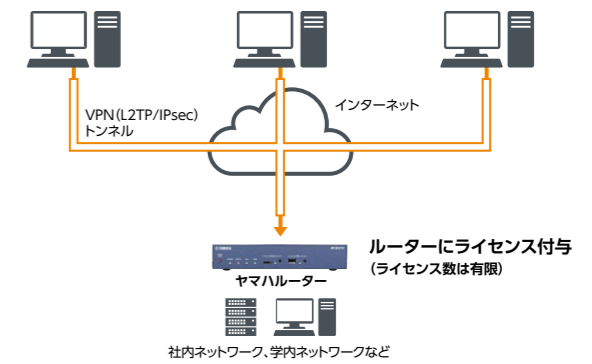 VPN(L2TP/IPsec)
トンネル
インターネット
ルーターにライセンス付与
(ライセンス数は有限)
ヤマハルーター
社内ネットワーク、学内ネットワークなど